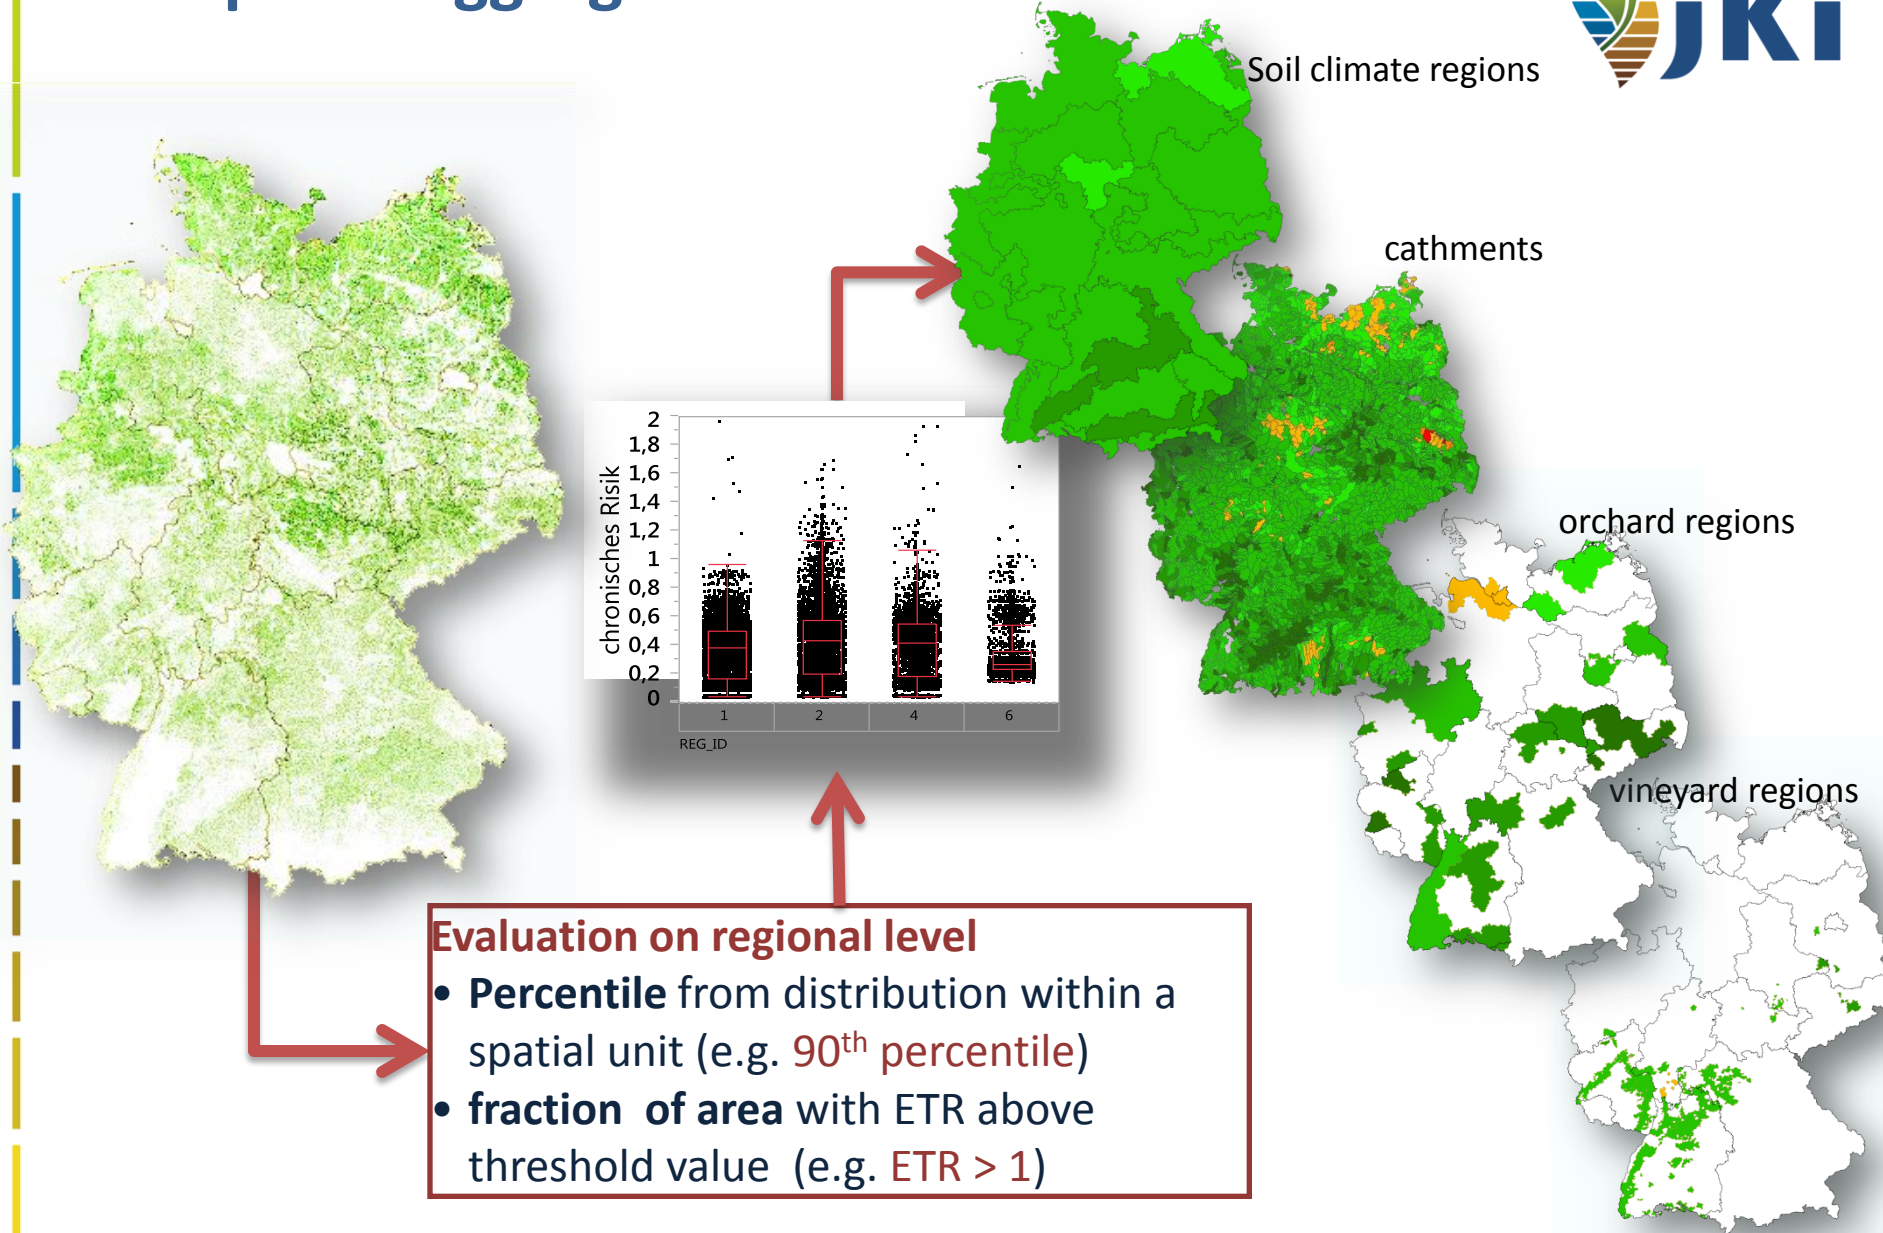 JKI
Soil climate regions
cathments
orchard regions
vineyard regions
chronisches Risik
2
1,8
1,6
1,4
1,2
1
0,8
0,6
0,4
0,2
0
1 2 4 6
REG_ID
Evaluation on regional level
• Percentile from distribution within a
spatial unit (e.g. 90th percentile)
• fraction of area with ETR above
threshold value (e.g. ETR > 1)